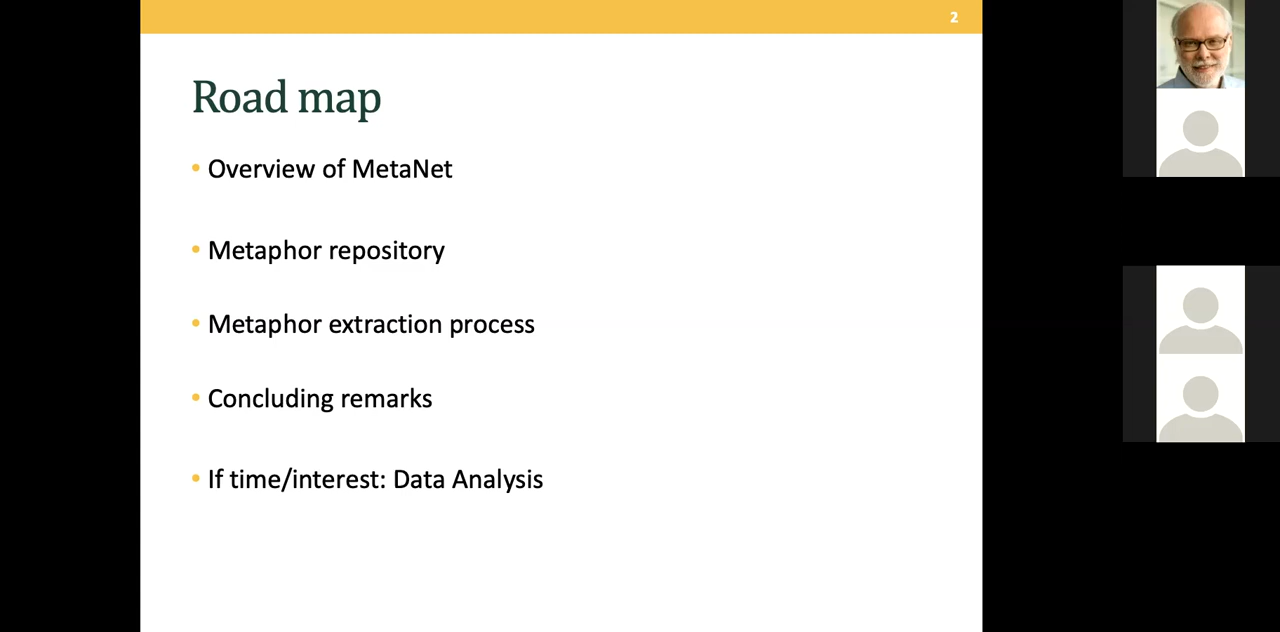 2
Road map
• Overview of MetaNet
• Metaphor repository
• Metaphor extraction process
• Concluding remarks
• If time/interest: Data Analysis